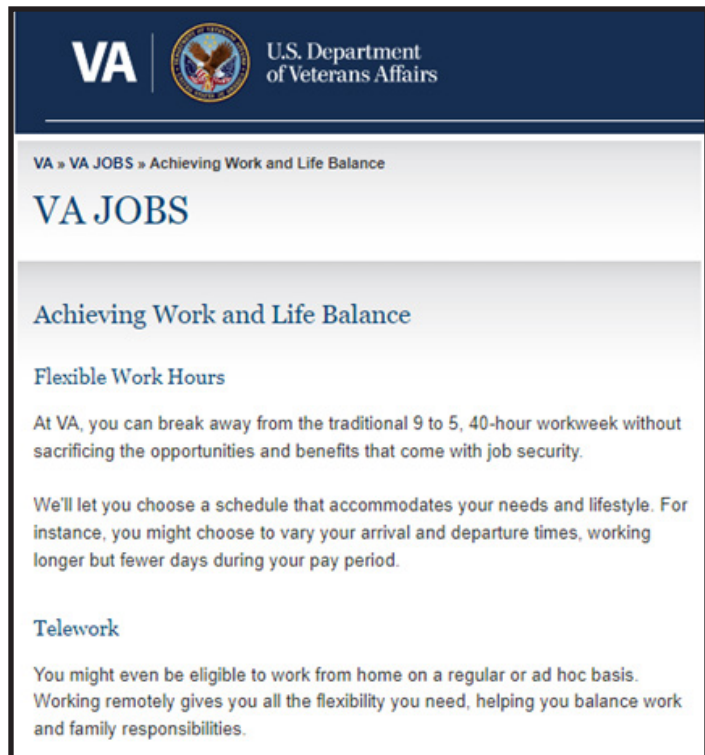 VA
U.S. Department
of Veterans Affairs
VA » VA JOBS » Achieving Work and Life Balance
VA JOBS
Achieving Work and Life Balance
Flexible Work Hours
At VA, you can break away from the traditional 9 to 5, 40-hour workweek without
sacrificing the opportunities and benefits that come with job security.
We'll let you choose a schedule that accommodates your needs and lifestyle. For
instance, you might choose to vary your arrival and departure times, working
longer but fewer days during your pay period.
Telework
You might even be eligible to work from home on a regular or ad hoc basis.
Working remotely gives you all the flexibility you need, helping you balance work
and family responsibilities.